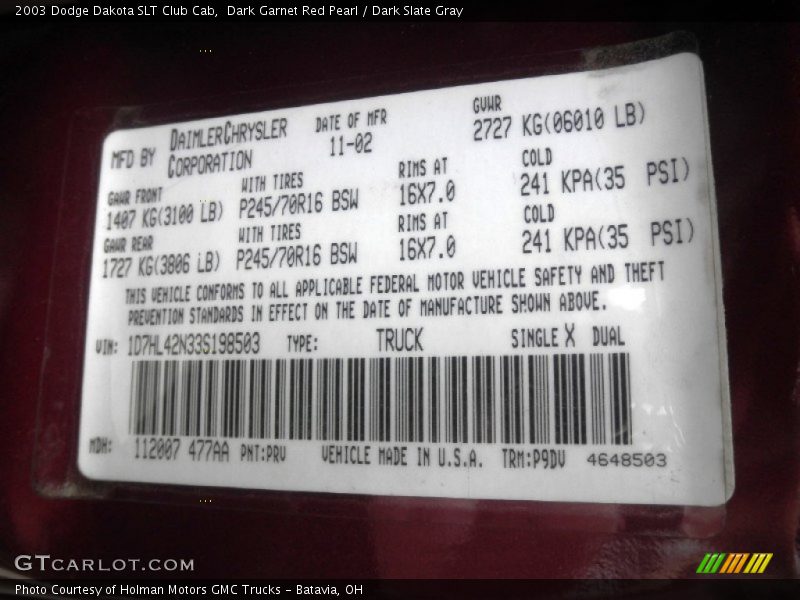 2003 Dodge Dakota SLT Club Cab,  Dark Garnet Red Pearl / Dark Slate Gray
MFD BY DAIMLERCHRYSLER CORPORATION
DATE OF MFR 11-02
GVWR 2727 KG(06010 LB)
GAWR FRONT 1407 KG(3100 LB)
WITH TIRES P245/70R16 BSW
RIMS AT 16X7.0
COLD 241 KPA(35 PSI)
GAWR REAR 1727 KG(3806 LB)
WITH TIRES P245/70R16 BSW
RIMS AT 16X7.0
COLD 241 KPA(35 PSI)
THIS VEHICLE CONFORMS TO ALL APPLICABLE FEDERAL MOTOR VEHICLE SAFETY AND THEFT
PREVENTION STANDARDS IN EFFECT ON THE DATE OF MANUFACTURE SHOWN ABOVE.
VIN: 1D7HL42N33S198503 TYPE: TRUCK SINGLE X DUAL
MDH: 112007 477AA PNT:PRV VEHICLE MADE IN U.S.A. TRM:P9DV 4648503
GTCARLOT.COM
Photo Courtesy of Holman Motors GMC Trucks - Batavia, OH